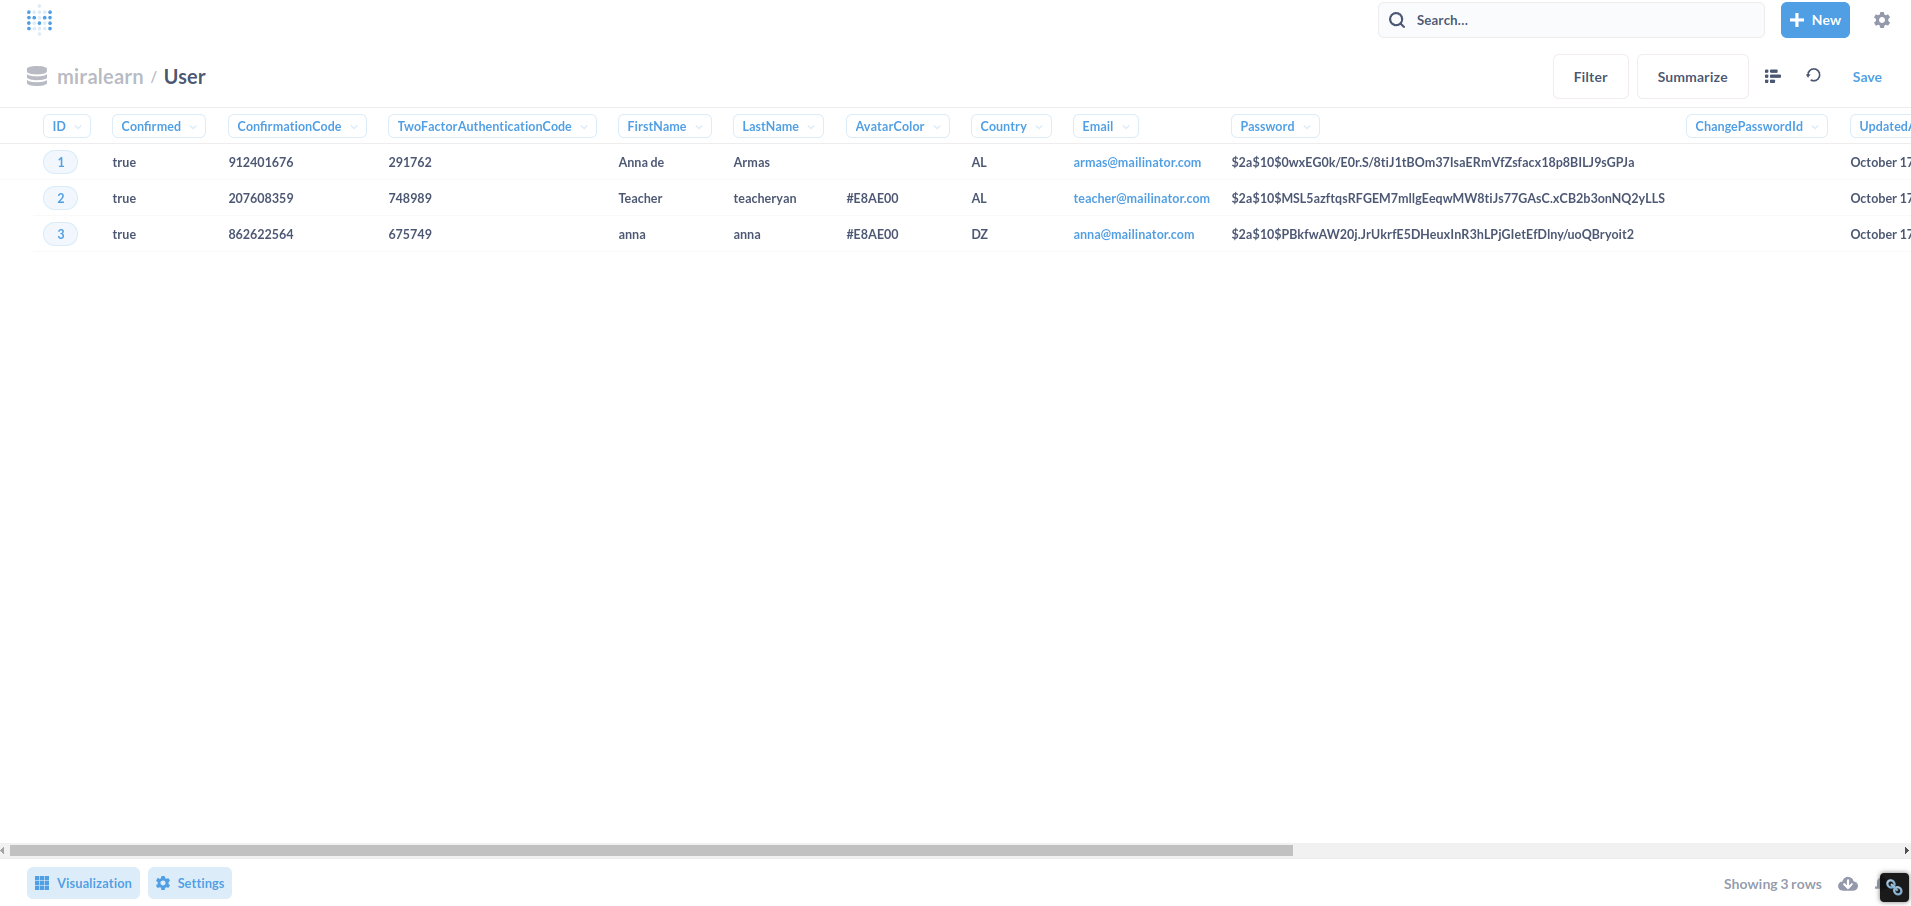 Search...
New
miralearn / User
Filter
Summarize
Save
ID Confirmed ConfirmationCode TwoFactorAuthenticationCode FirstName LastName AvatarColor Country Email Password ChangePasswordId UpdatedA
1 true 912401676 291762 Anna de Armas AL armas@mailinator.com $2a$10$0wxEG0k/E0r.S/8tiJ1tBOm37IsaERmVfZsfacx18p8BILJ9sGPJa October 17
2 true 207608359 748989 Teacher teacheryan #E8AE00 AL teacher@mailinator.com $2a$10$MSL5azftqsRFGEM7mllgEeqwMW8tiJs77GAsC.xCB2b3onNQ2yLLS October 17
3 true 862622564 675749 anna anna #E8AE00 DZ anna@mailinator.com $2a$10$PBkfwAW20j.JrUkrfE5DHeuxInR3hLPjGIetEfDlny/uoQBryoit2 October 17
Visualization
Settings
Showing 3 rows